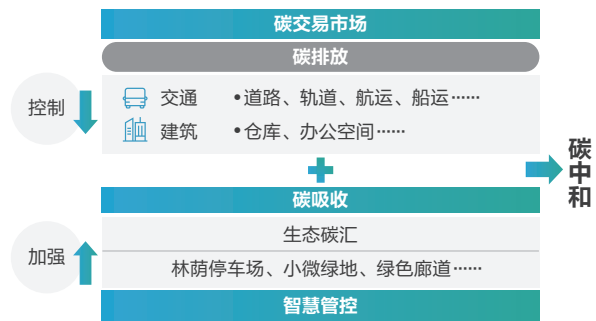 碳交易市场
碳排放
控制
交通 •道路、轨道、航运、船运……
建筑 •仓库、办公空间……
碳中和
碳吸收
生态碳汇
加强
林荫停车场、小微绿地、绿色廊道……
智慧管控